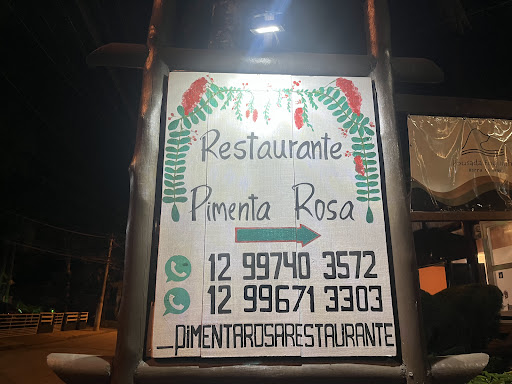 Restaurante
Pimenta Rosa
12 99740 3572
12 99671 3303
_PIMENTAROSARESTAURANTE